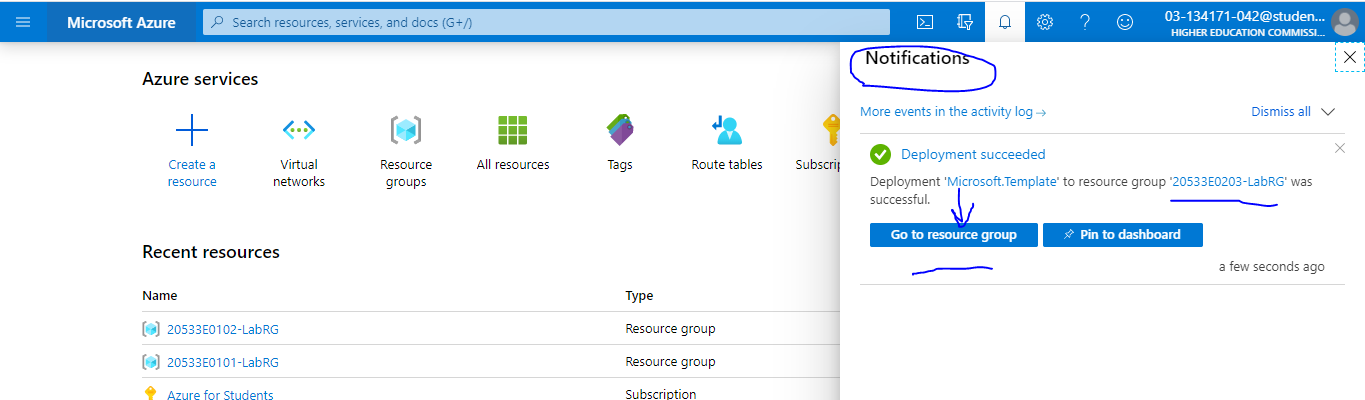 Microsoft Azure
Search resources, services, and docs (G+/)
03-134171-042@studen...
HIGHER EDUCATION COMMISSI...
Azure services
Create a resource
Virtual networks
Resource groups
All resources
Tags
Route tables
Subscrip
Recent resources
Name Type
20533E0102-LabRG Resource group
20533E0101-LabRG Resource group
Azure for Students Subscription
Notifications
More events in the activity log →
Dismiss all
Deployment succeeded
Deployment 'Microsoft.Template' to resource group '20533E0203-LabRG' was
successful.
Go to resource group
Pin to dashboard
a few seconds ago